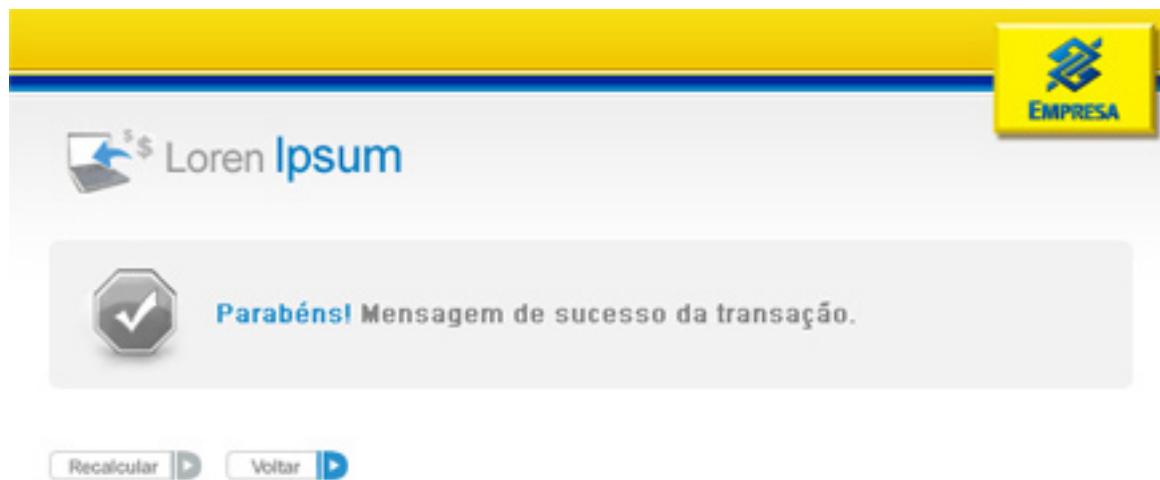 EMPRESA
$ $ Loren Ipsum
Parabéns! Mensagem de sucesso da transação.
Recalcular
Voltar